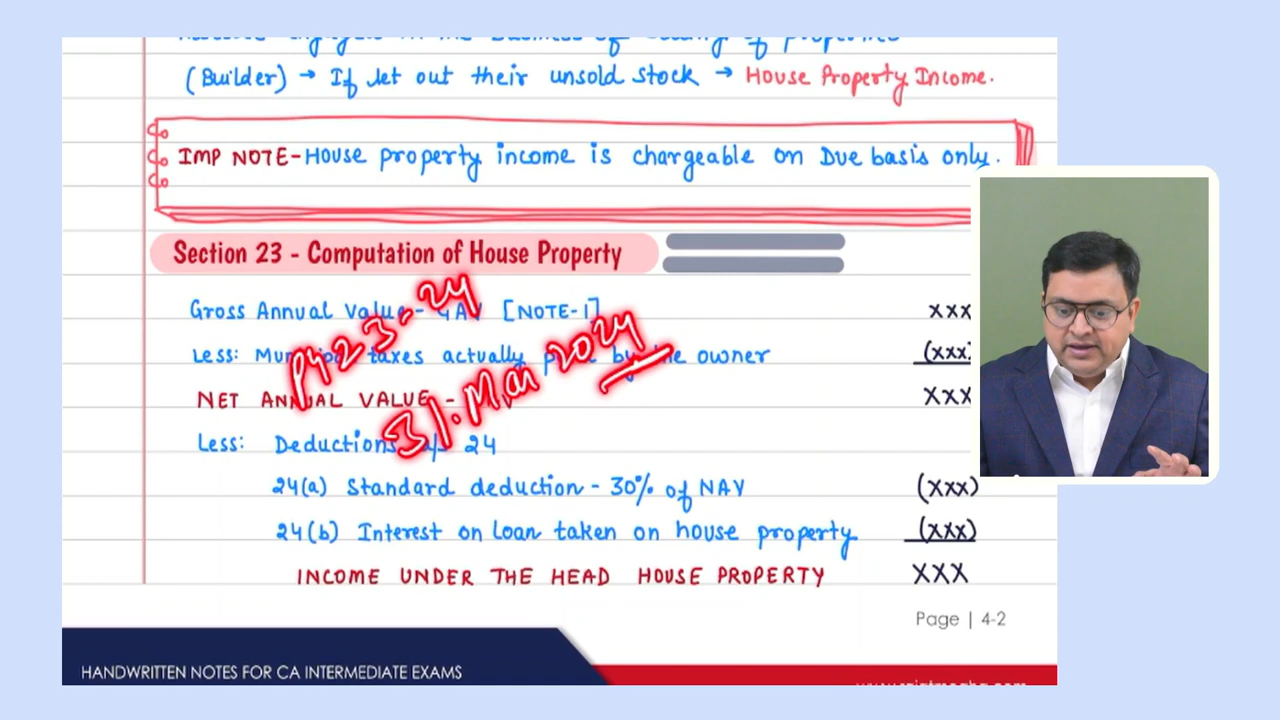 (Builder) → If let out their unsold stock → House Property Income.
IMP NOTE-House property income is chargeable on Due basis only.
Section 23 - Computation of House Property
Gross Annual Value - GAV [NOTE-1] xxx
Less: Municipal taxes actually paid by the owner (xxx)
NET ANNUAL VALUE - xxx
Less: Deductions u/s 24
24(a) Standard deduction - 30% of NAV (xxx)
24(b) Interest on Loan taken on house property (xxx)
INCOME UNDER THE HEAD HOUSE PROPERTY XXX
PY 23-24
31. Mar 2024
Page | 4-2
HANDWRITTEN NOTES FOR CA INTERMEDIATE EXAMS